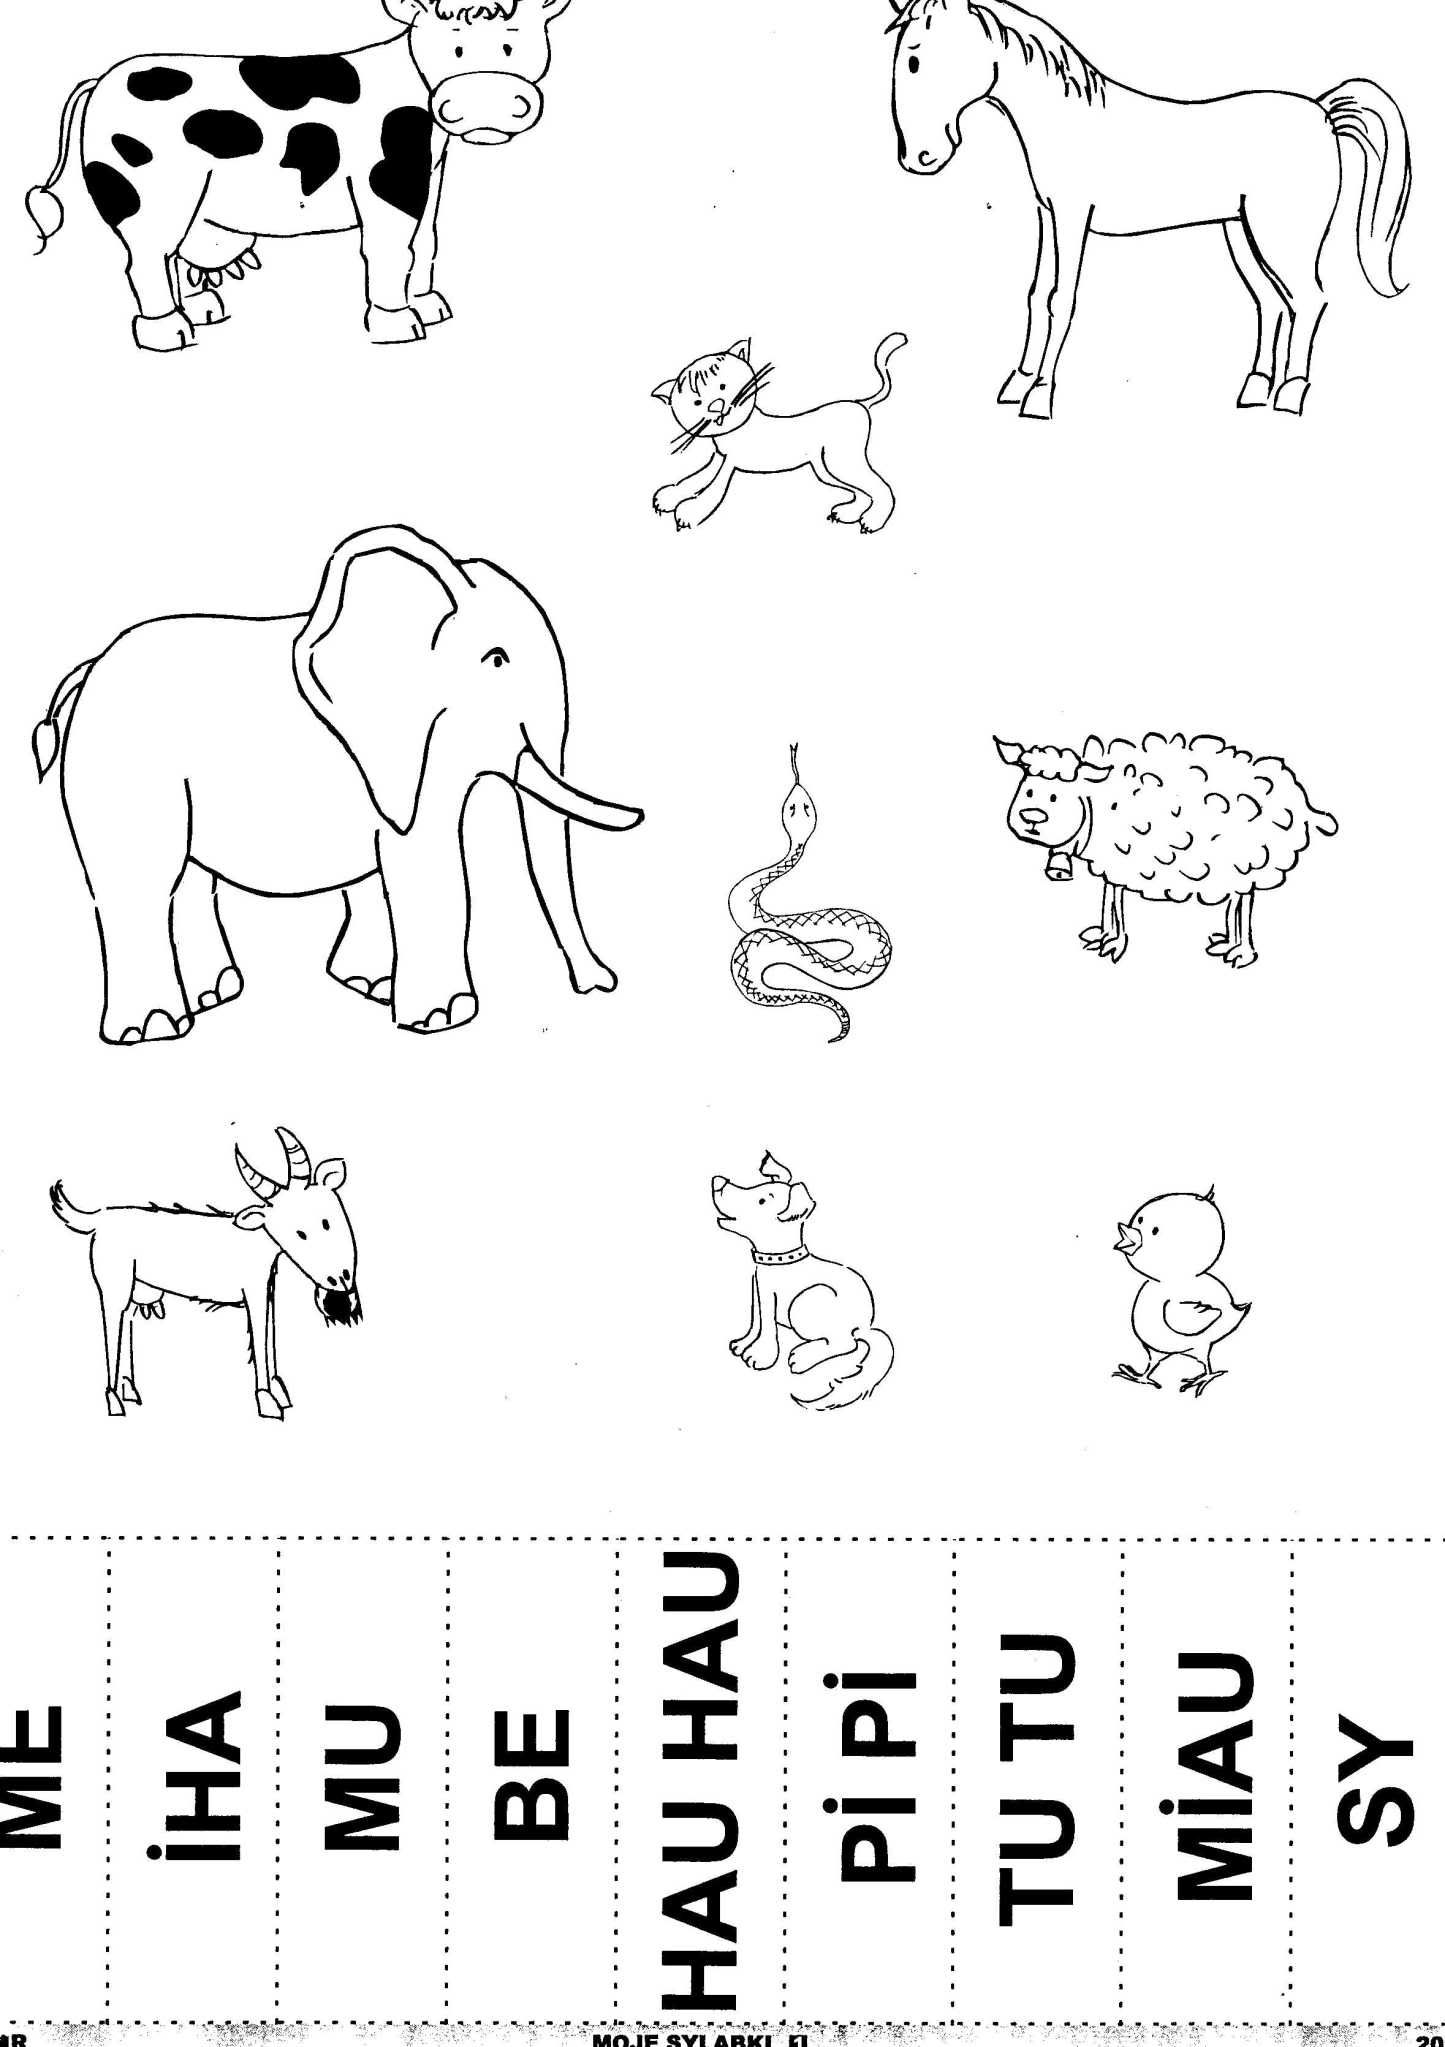 ME
iHA
MU
BE
HAU HAU
Pi Pi
TU TU
MiAU
SY
MOJE SYLABKI
20